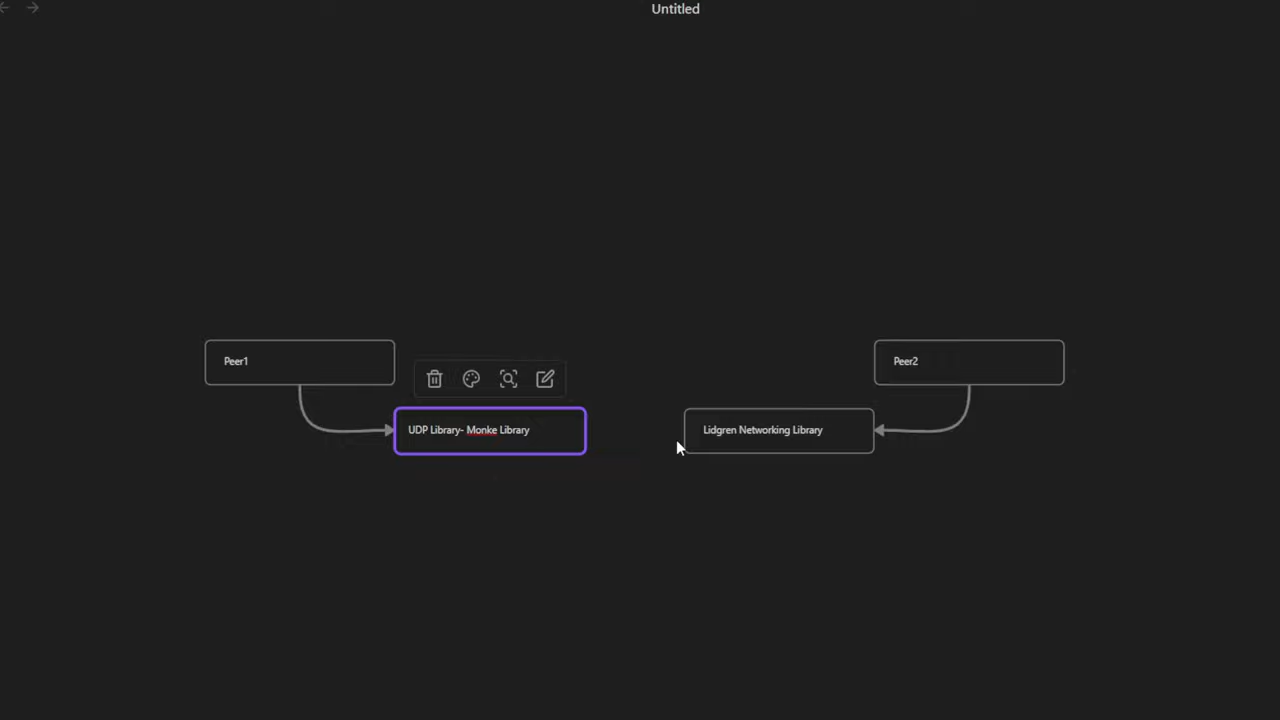 Untitled
Peer1
Peer2
UDP Library- Monke Library
Lidgren Networking Library